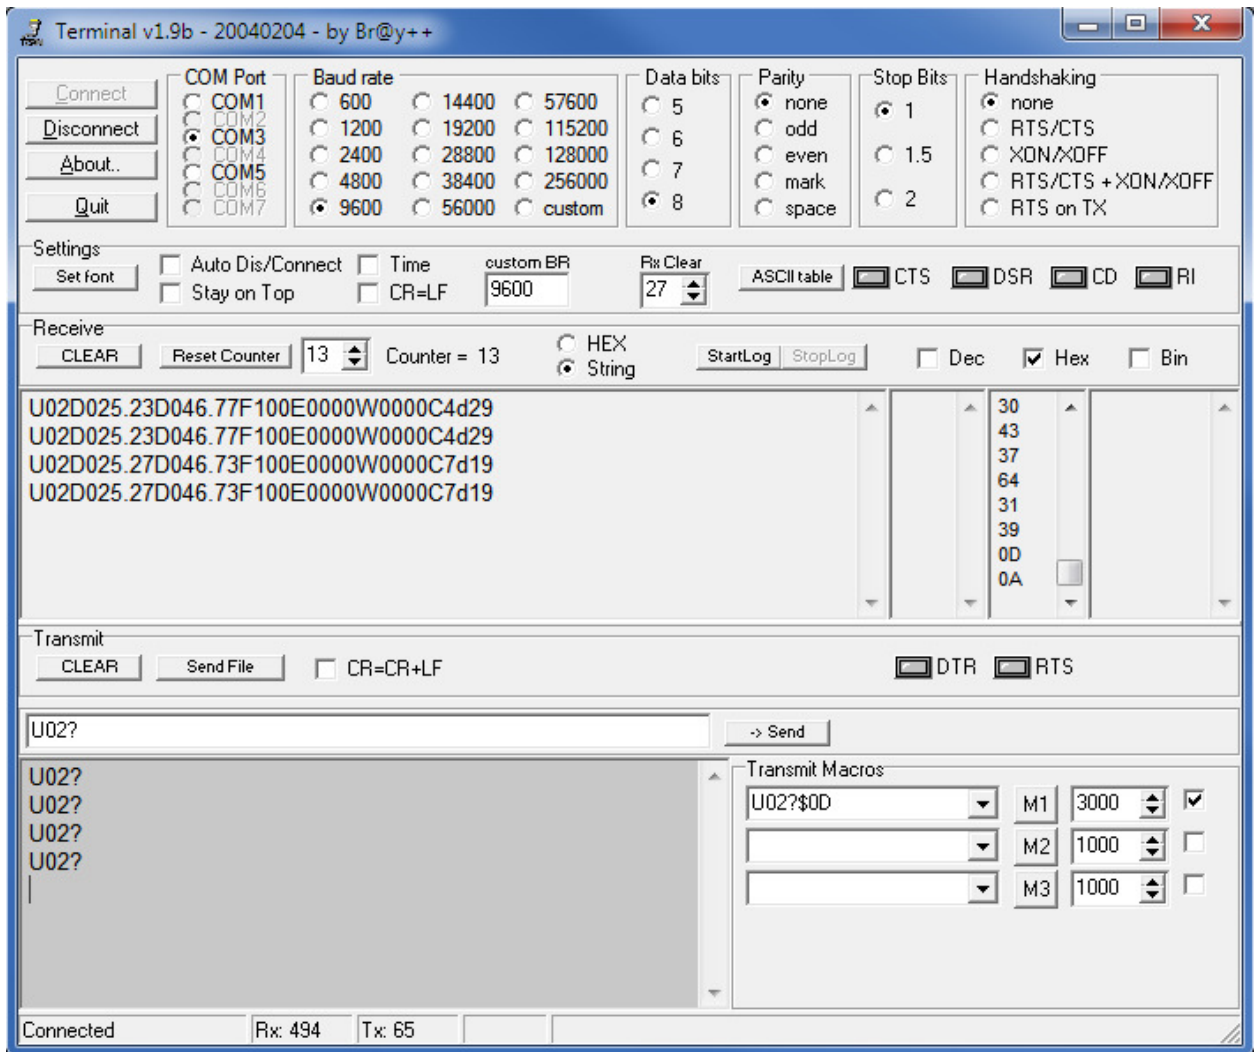 Terminal v1.9b - 20040204 - by Br@y++
Connect
Disconnect
About..
Quit
COM Port
COM1
COM2
COM3
COM4
COM5
COM6
COM7
Baud rate
600 14400 57600
1200 19200 115200
2400 28800 128000
4800 38400 256000
9600 56000 custom
Data bits
5
6
7
8
Parity
none
odd
even
mark
space
Stop Bits
1
1.5
2
Handshaking
none
RTS/CTS
XON/XOFF
RTS/CTS + XON/XOFF
RTS on TX
Settings
Set font
Auto Dis/Connect
Stay on Top
Time
CR=LF
custom BR
9600
Rx Clear
27
ASCII table
CTS DSR CD RI
Receive
CLEAR
Reset Counter
13
Counter = 13
HEX
String
StartLog StopLog
Dec Hex Bin
U02D025.23D046.77F100E0000W0000C4d29
U02D025.23D046.77F100E0000W0000C4d29
U02D025.27D046.73F100E0000W0000C7d19
U02D025.27D046.73F100E0000W0000C7d19
30
43
37
64
31
39
0D
0A
Transmit
CLEAR
Send File
CR=CR+LF
DTR RTS
U02?
-> Send
U02?
U02?
U02?
U02?
Transmit Macros
U02?$0D M1 3000
M2 1000
M3 1000
Connected Rx: 494 Tx: 65